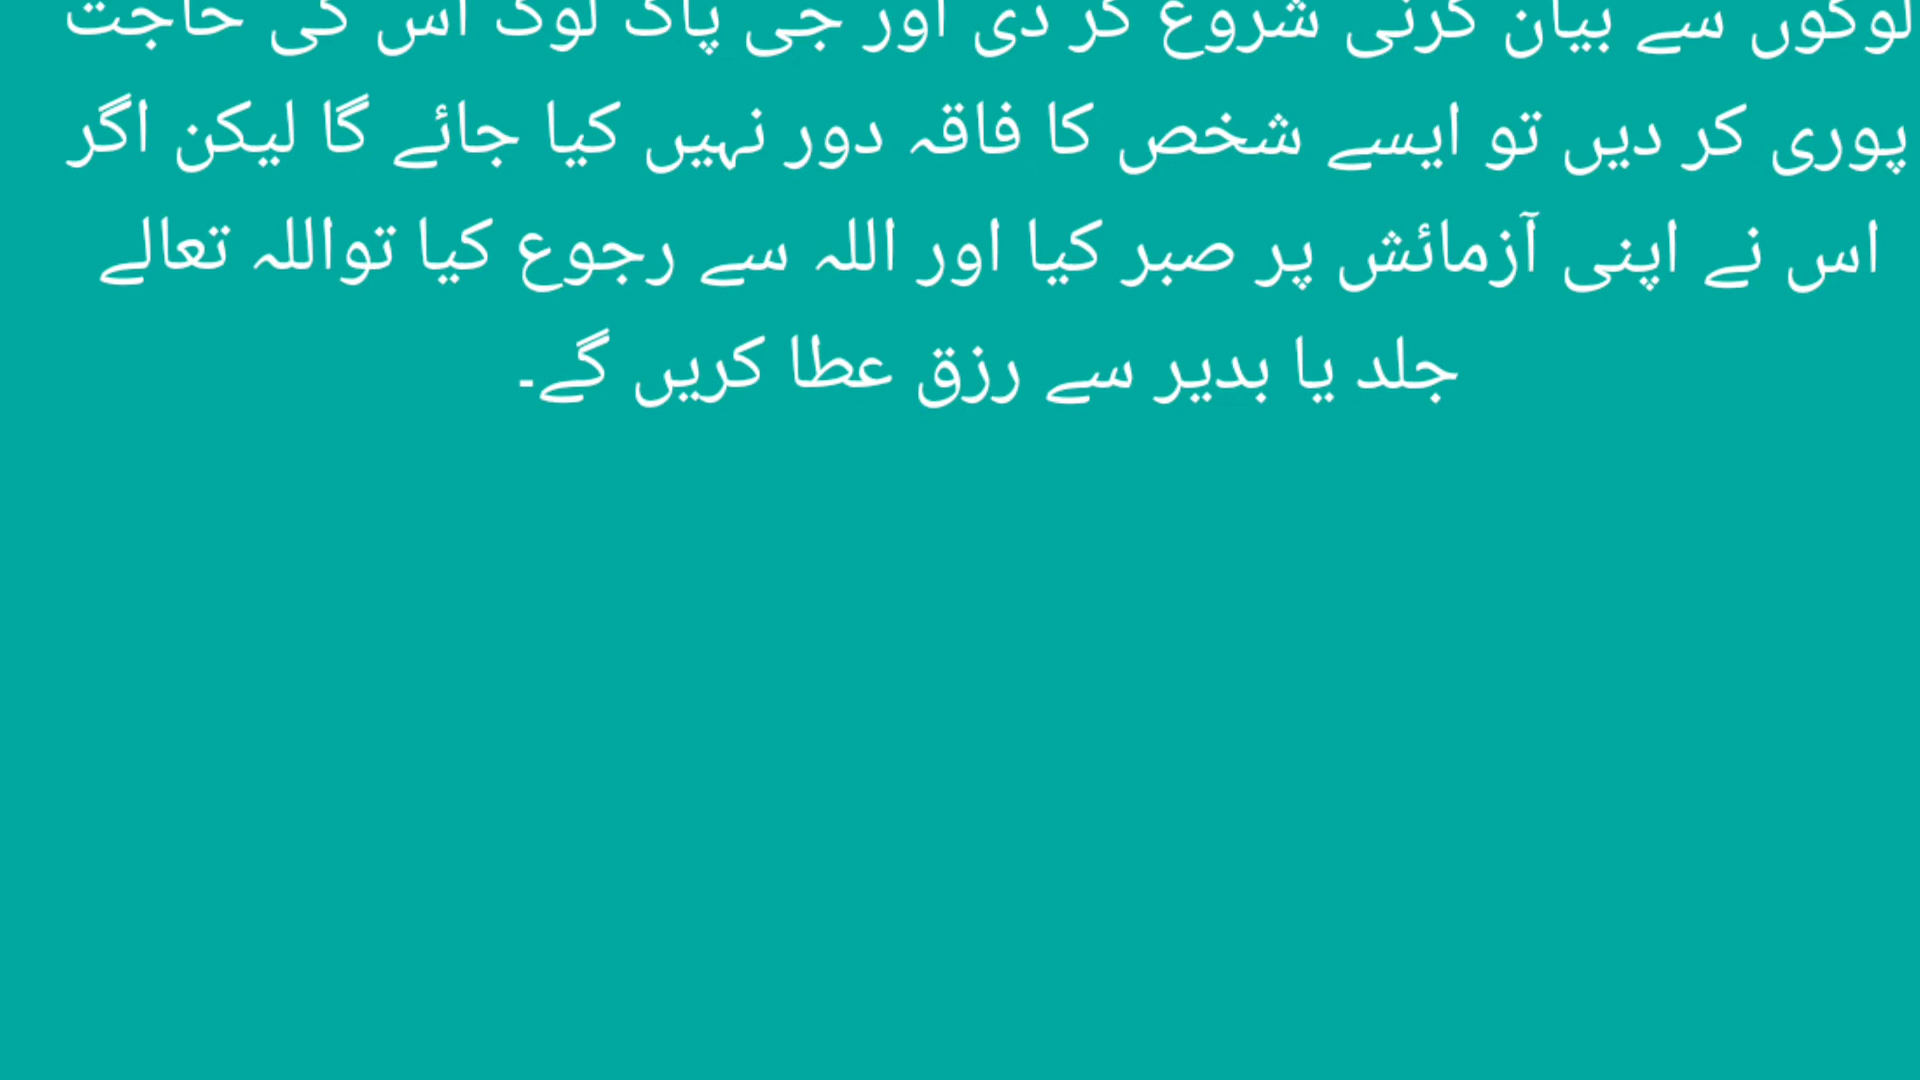 لوگوں سے بیان کرنی شروع کر دی اور جی پاک لوگ اس کی حاجت
پوری کر دیں تو ایسے شخص کا فاقہ دور نہیں کیا جائے گا لیکن اگر
اس نے اپنی آزمائش پر صبر کیا اور اللہ سے رجوع کیا تواللہ تعالے
جلد یا بدیر سے رزق عطا کریں گے۔